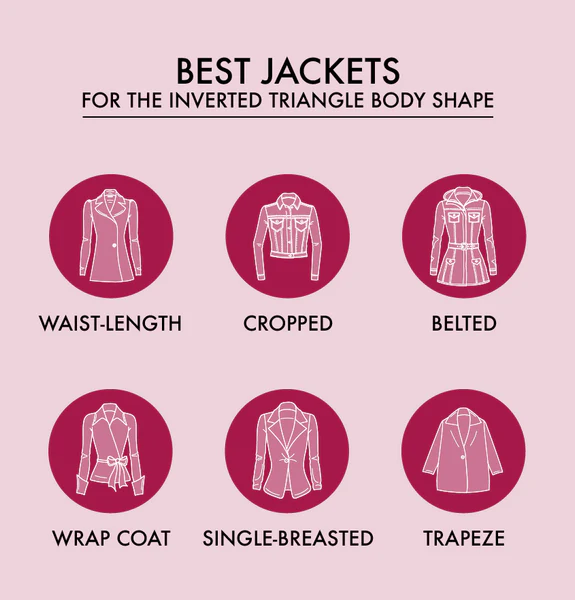 BEST JACKETS
FOR THE INVERTED TRIANGLE BODY SHAPE
WAIST-LENGTH
CROPPED
BELTED
WRAP COAT
SINGLE-BREASTED
TRAPEZE